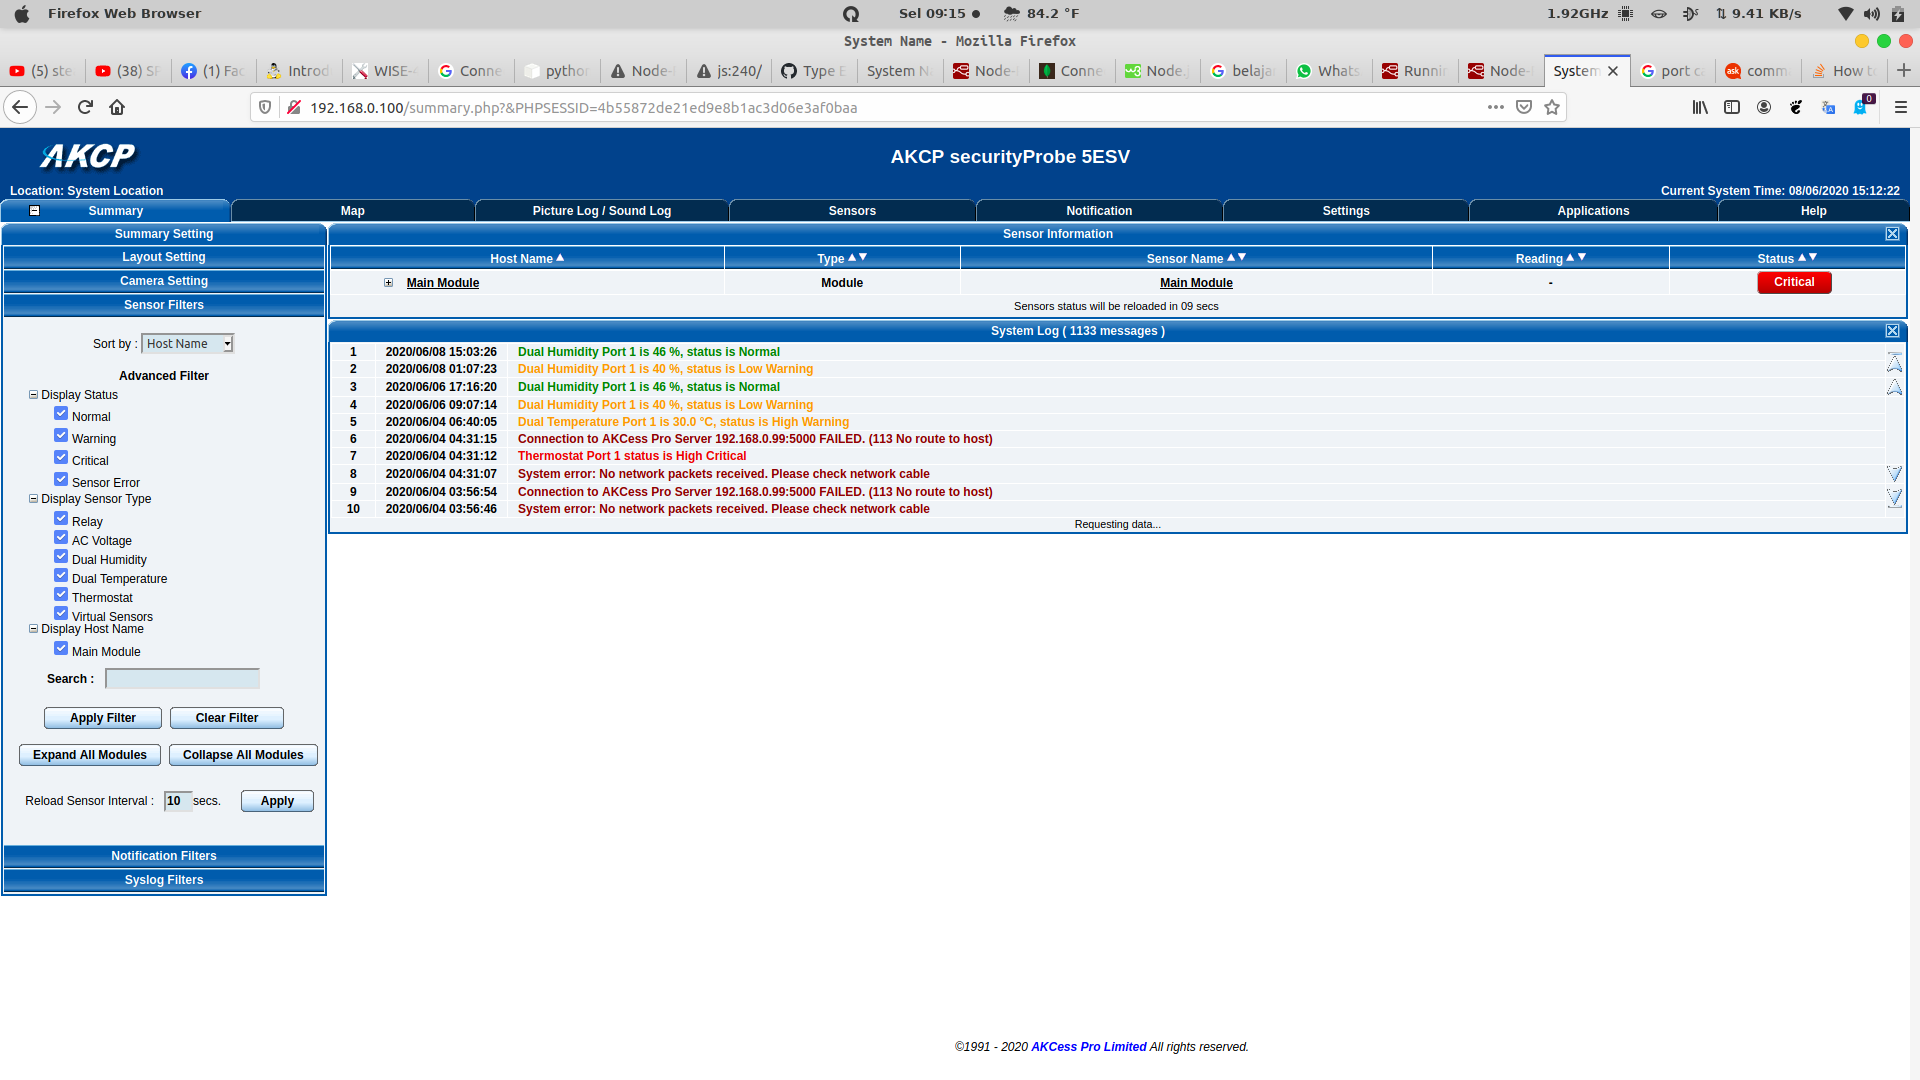 Firefox Web Browser
Sel 09:15
84.2 °F
1.92GHz
9.41 KB/s
System Name - Mozilla Firefox
(5) ste
(38) SP
(1) Fac
Introd
WISE-
Conne
python
Node-
js:240/
Type E
System N
Node-
Conne
Node.j
belaja
Whats
Runnin
Node-
System
port c
comm
How t
192.168.0.100/summary.php?&PHPSESSID=4b55872de21ed9e8b1ac3d06e3af0baa
0
AKCP
AKCP securityProbe 5ESV
Location: System Location
Current System Time: 08/06/2020 15:12:22
Summary
Map
Picture Log / Sound Log
Sensors
Notification
Settings
Applications
Help
Summary Setting
Layout Setting
Camera Setting
Sensor Filters
Sort by : Host Name
Advanced Filter
Display Status
Normal
Warning
Critical
Sensor Error
Display Sensor Type
Relay
AC Voltage
Dual Humidity
Dual Temperature
Thermostat
Virtual Sensors
Display Host Name
Main Module
Search :
Apply Filter
Clear Filter
Expand All Modules
Collapse All Modules
Reload Sensor Interval : 10 secs. Apply
Notification Filters
Syslog Filters
Sensor Information
Host Name Type Sensor Name Reading Status
Main Module Module Main Module - Critical
Sensors status will be reloaded in 09 secs
System Log ( 1133 messages )
1 2020/06/08 15:03:26 Dual Humidity Port 1 is 46 %, status is Normal
2 2020/06/08 01:07:23 Dual Humidity Port 1 is 40 %, status is Low Warning
3 2020/06/06 17:16:20 Dual Humidity Port 1 is 46 %, status is Normal
4 2020/06/06 09:07:14 Dual Humidity Port 1 is 40 %, status is Low Warning
5 2020/06/04 06:40:05 Dual Temperature Port 1 is 30.0 °C, status is High Warning
6 2020/06/04 04:31:15 Connection to AKCess Pro Server 192.168.0.99:5000 FAILED. (113 No route to host)
7 2020/06/04 04:31:12 Thermostat Port 1 status is High Critical
8 2020/06/04 04:31:07 System error: No network packets received. Please check network cable
9 2020/06/04 03:56:54 Connection to AKCess Pro Server 192.168.0.99:5000 FAILED. (113 No route to host)
10 2020/06/04 03:56:46 System error: No network packets received. Please check network cable
Requesting data...
©1991 - 2020 AKCess Pro Limited All rights reserved.